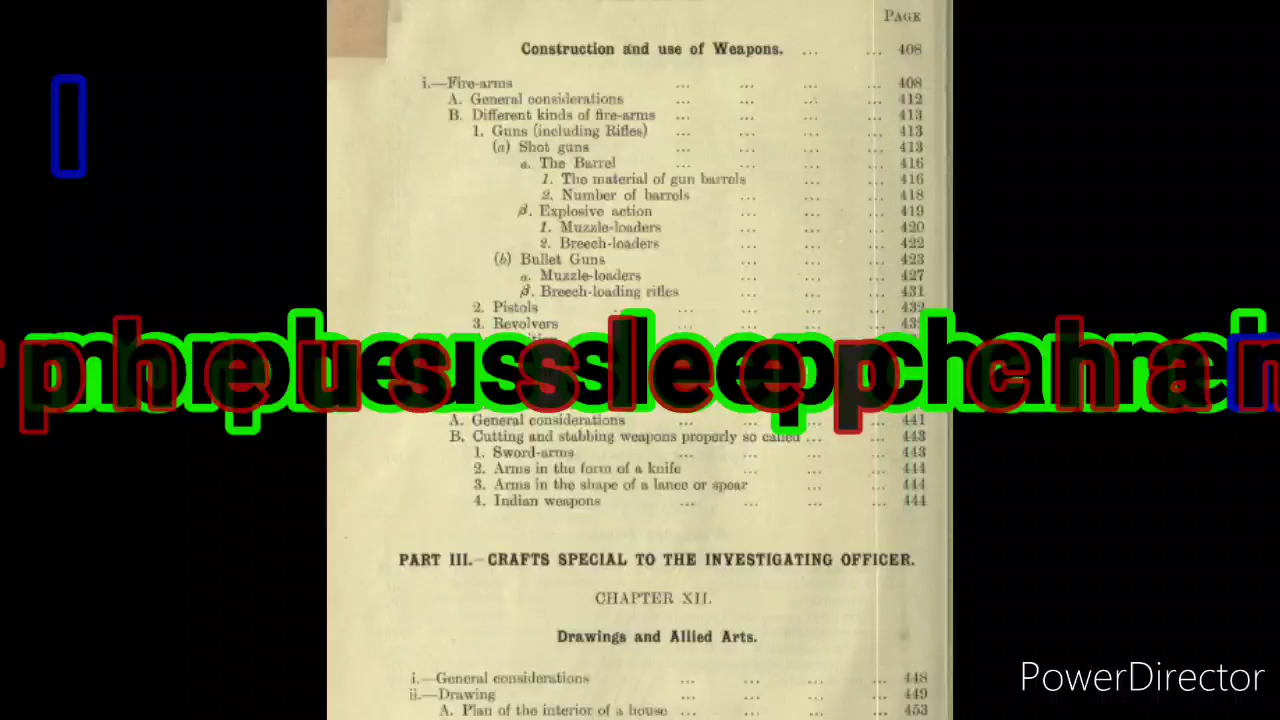 PAGE
Construction and use of Weapons. ... ... 408
i.—Fire-arms ... ... ... ... 408
A. General considerations ... ... ... ... 412
B. Different kinds of fire-arms ... ... ... ... 413
1. Guns (including Rifles) ... ... ... ... 413
(a) Shot guns ... ... ... ... 413
a. The Barrel ... ... ... ... 416
1. The material of gun barrels ... ... 416
2. Number of barrels ... ... ... 418
β. Explosive action ... ... ... 419
1. Muzzle-loaders ... ... ... 420
2. Breech-loaders ... ... ... 422
(b) Bullet Guns ... ... ... 423
a. Muzzle-loaders ... ... ... 427
β. Breech-loading rifles ... ... ... 431
2. Pistols ... ... ... ... 432
3. Revolvers ... ... ...
A. General considerations ... ... ... ... 441
B. Cutting and stabbing weapons properly so called ... ... 443
1. Sword-arms ... ... ... ... 443
2. Arms in the form of a knife ... ... ... 444
3. Arms in the shape of a lance or spear ... ... 444
4. Indian weapons ... ... ... ... 444
PART III.—CRAFTS SPECIAL TO THE INVESTIGATING OFFICER.
CHAPTER XII.
Drawings and Allied Arts.
i.—General considerations ... ... ... ... 448
ii.—Drawing ... ... ... ... 449
A. Plan of the interior of a house ... ... ... ... 453
PowerDirector